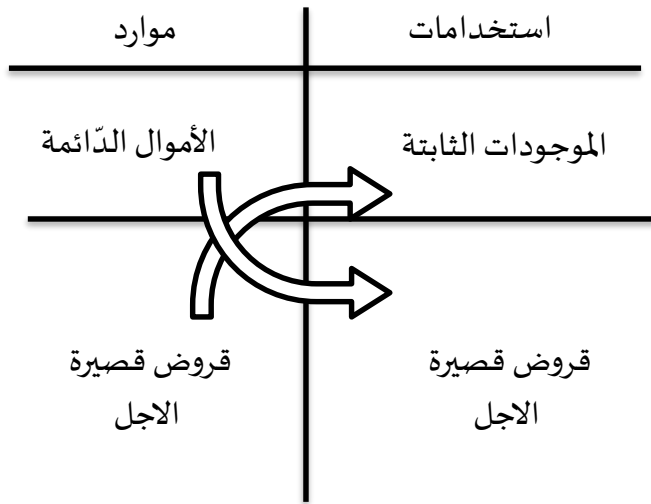 استخدامات
موارد
الموجودات الثابتة
الأموال الدّائمة
قروض قصيرة
الاجل
قروض قصيرة
الاجل